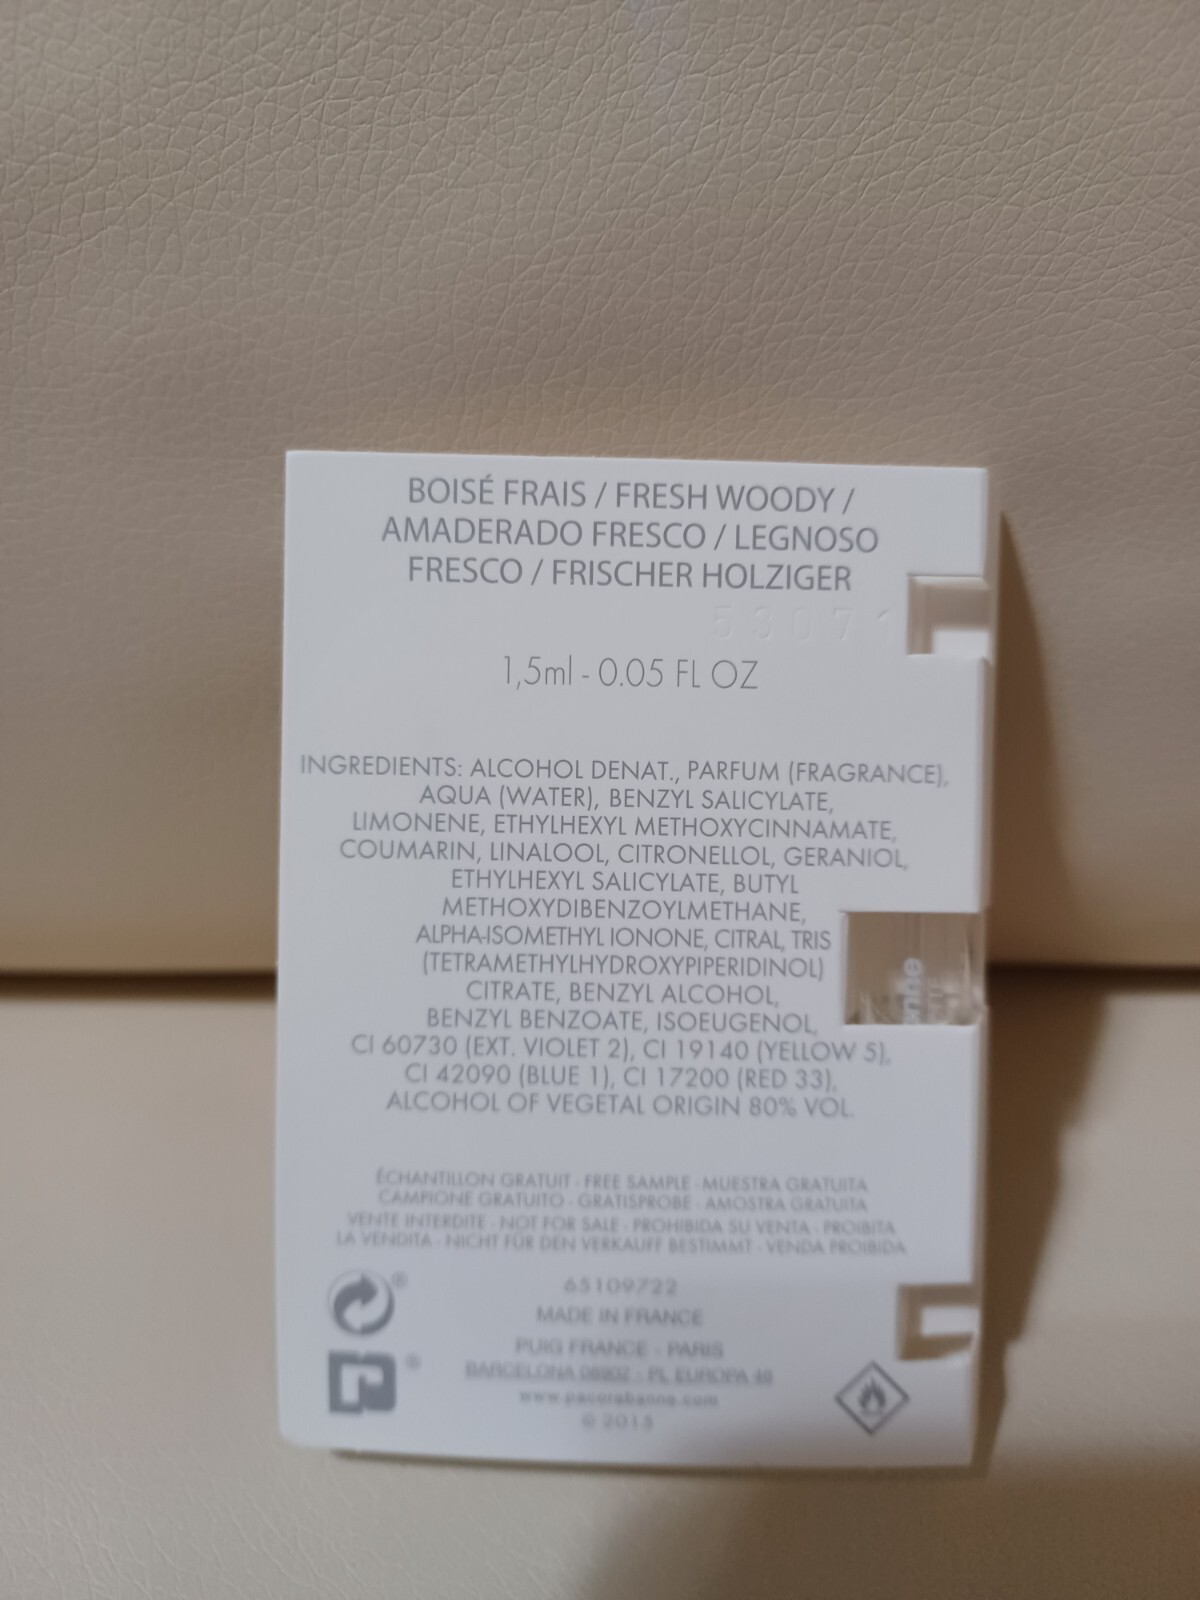 BOISÉ FRAIS / FRESH WOODY /
AMADERADO FRESCO / LEGNOSO
FRESCO / FRISCHER HOLZIGER
53071
1,5ml - 0.05 FL OZ
INGREDIENTS: ALCOHOL DENAT., PARFUM (FRAGRANCE),
AQUA (WATER), BENZYL SALICYLATE,
LIMONENE, ETHYLHEXYL METHOXYCINNAMATE,
COUMARIN, LINALOOL, CITRONELLOL, GERANIOL,
ETHYLHEXYL SALICYLATE, BUTYL
METHOXYDIBENZOYLMETHANE,
ALPHA-ISOMETHYL IONONE, CITRAL, TRIS
(TETRAMETHYLHYDROXYPIPERIDINOL)
CITRATE, BENZYL ALCOHOL,
BENZYL BENZOATE, ISOEUGENOL,
CI 60730 (EXT. VIOLET 2), CI 19140 (YELLOW 5),
CI 42090 (BLUE 1), CI 17200 (RED 33),
ALCOHOL OF VEGETAL ORIGIN 80% VOL.
ÉCHANTILLON GRATUIT - FREE SAMPLE - MUESTRA GRATUITA
CAMPIONE GRATUITO - GRATISPROBE - AMOSTRA GRATUITA
VENTE INTERDITE - NOT FOR SALE - PROHIBIDA SU VENTA - PROIBITA
LA VENDITA - NICHT FÜR DEN VERKAUFF BESTIMMT - VENDA PROIBIDA
65109722
MADE IN FRANCE
PUIG FRANCE - PARIS
BARCELONA 08902 - PL. EUROPA 46
www.pacorabanne.com
© 2015